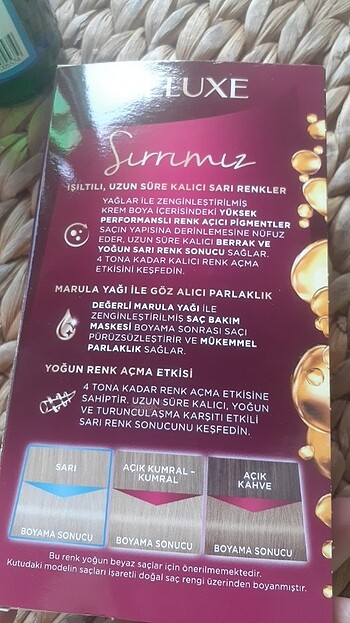 LUXE
Sırrımız
IŞILTILI, UZUN SÜRE KALICI SARI RENKLER
YAĞLAR İLE ZENGİNLEŞTİRİLMİŞ
KREM BOYA İÇERİSİNDEKİ YÜKSEK
PERFORMANSLI RENK AÇICI PİGMENTLER
SAÇIN YAPISINA DERİNLEMESİNE NÜFUZ
EDER, UZUN SÜRE KALICI BERRAK VE
YOĞUN SARI RENK SONUCU SAĞLAR.
4 TONA KADAR KALICI RENK AÇMA
ETKİSİNİ KEŞFEDİN.
MARULA YAĞI İLE GÖZ ALICI PARLAKLIK
DEĞERLİ MARULA YAĞI İLE
ZENGİNLEŞTİRİLMİŞ SAÇ BAKIM
MASKESİ BOYAMA SONRASI SAÇI
PÜRÜZSÜZLEŞTİRİR VE MÜKEMMEL
PARLAKLIK SAĞLAR.
YOĞUN RENK AÇMA ETKİSİ
4 TONA KADAR RENK AÇMA ETKİSİNE
SAHİPTİR. UZUN SÜRE KALICI, YOĞUN
VE TURUNCULAŞMA KARŞITI ETKİLİ
SARI RENK SONUCUNU KEŞFEDİN.
SARI
BOYAMA SONUCU
AÇIK KUMRAL -
KUMRAL
BOYAMA SONUCU
AÇIK
KAHVE
BOYAMA SONUCU
Bu renk yoğun beyaz saçlar için önerilmemektedir.
Kutudaki modelin saçları işaretli doğal saç rengi üzerinden boyanmıştır.